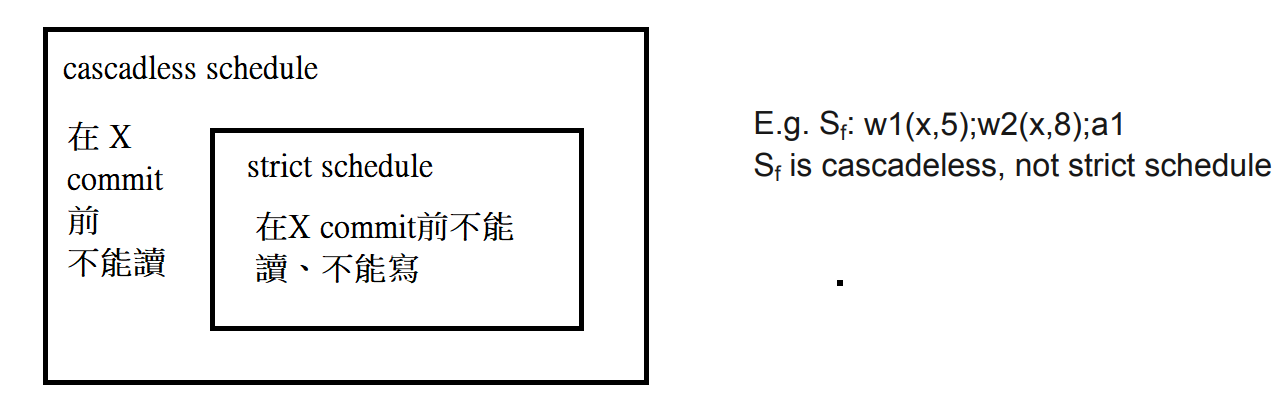 cascadless schedule
在 X
commit
前
不能讀
strict schedule
在X commit前不能
讀、不能寫
E.g. Sf: w1(x,5);w2(x,8);a1
Sf is cascadeless, not strict schedule